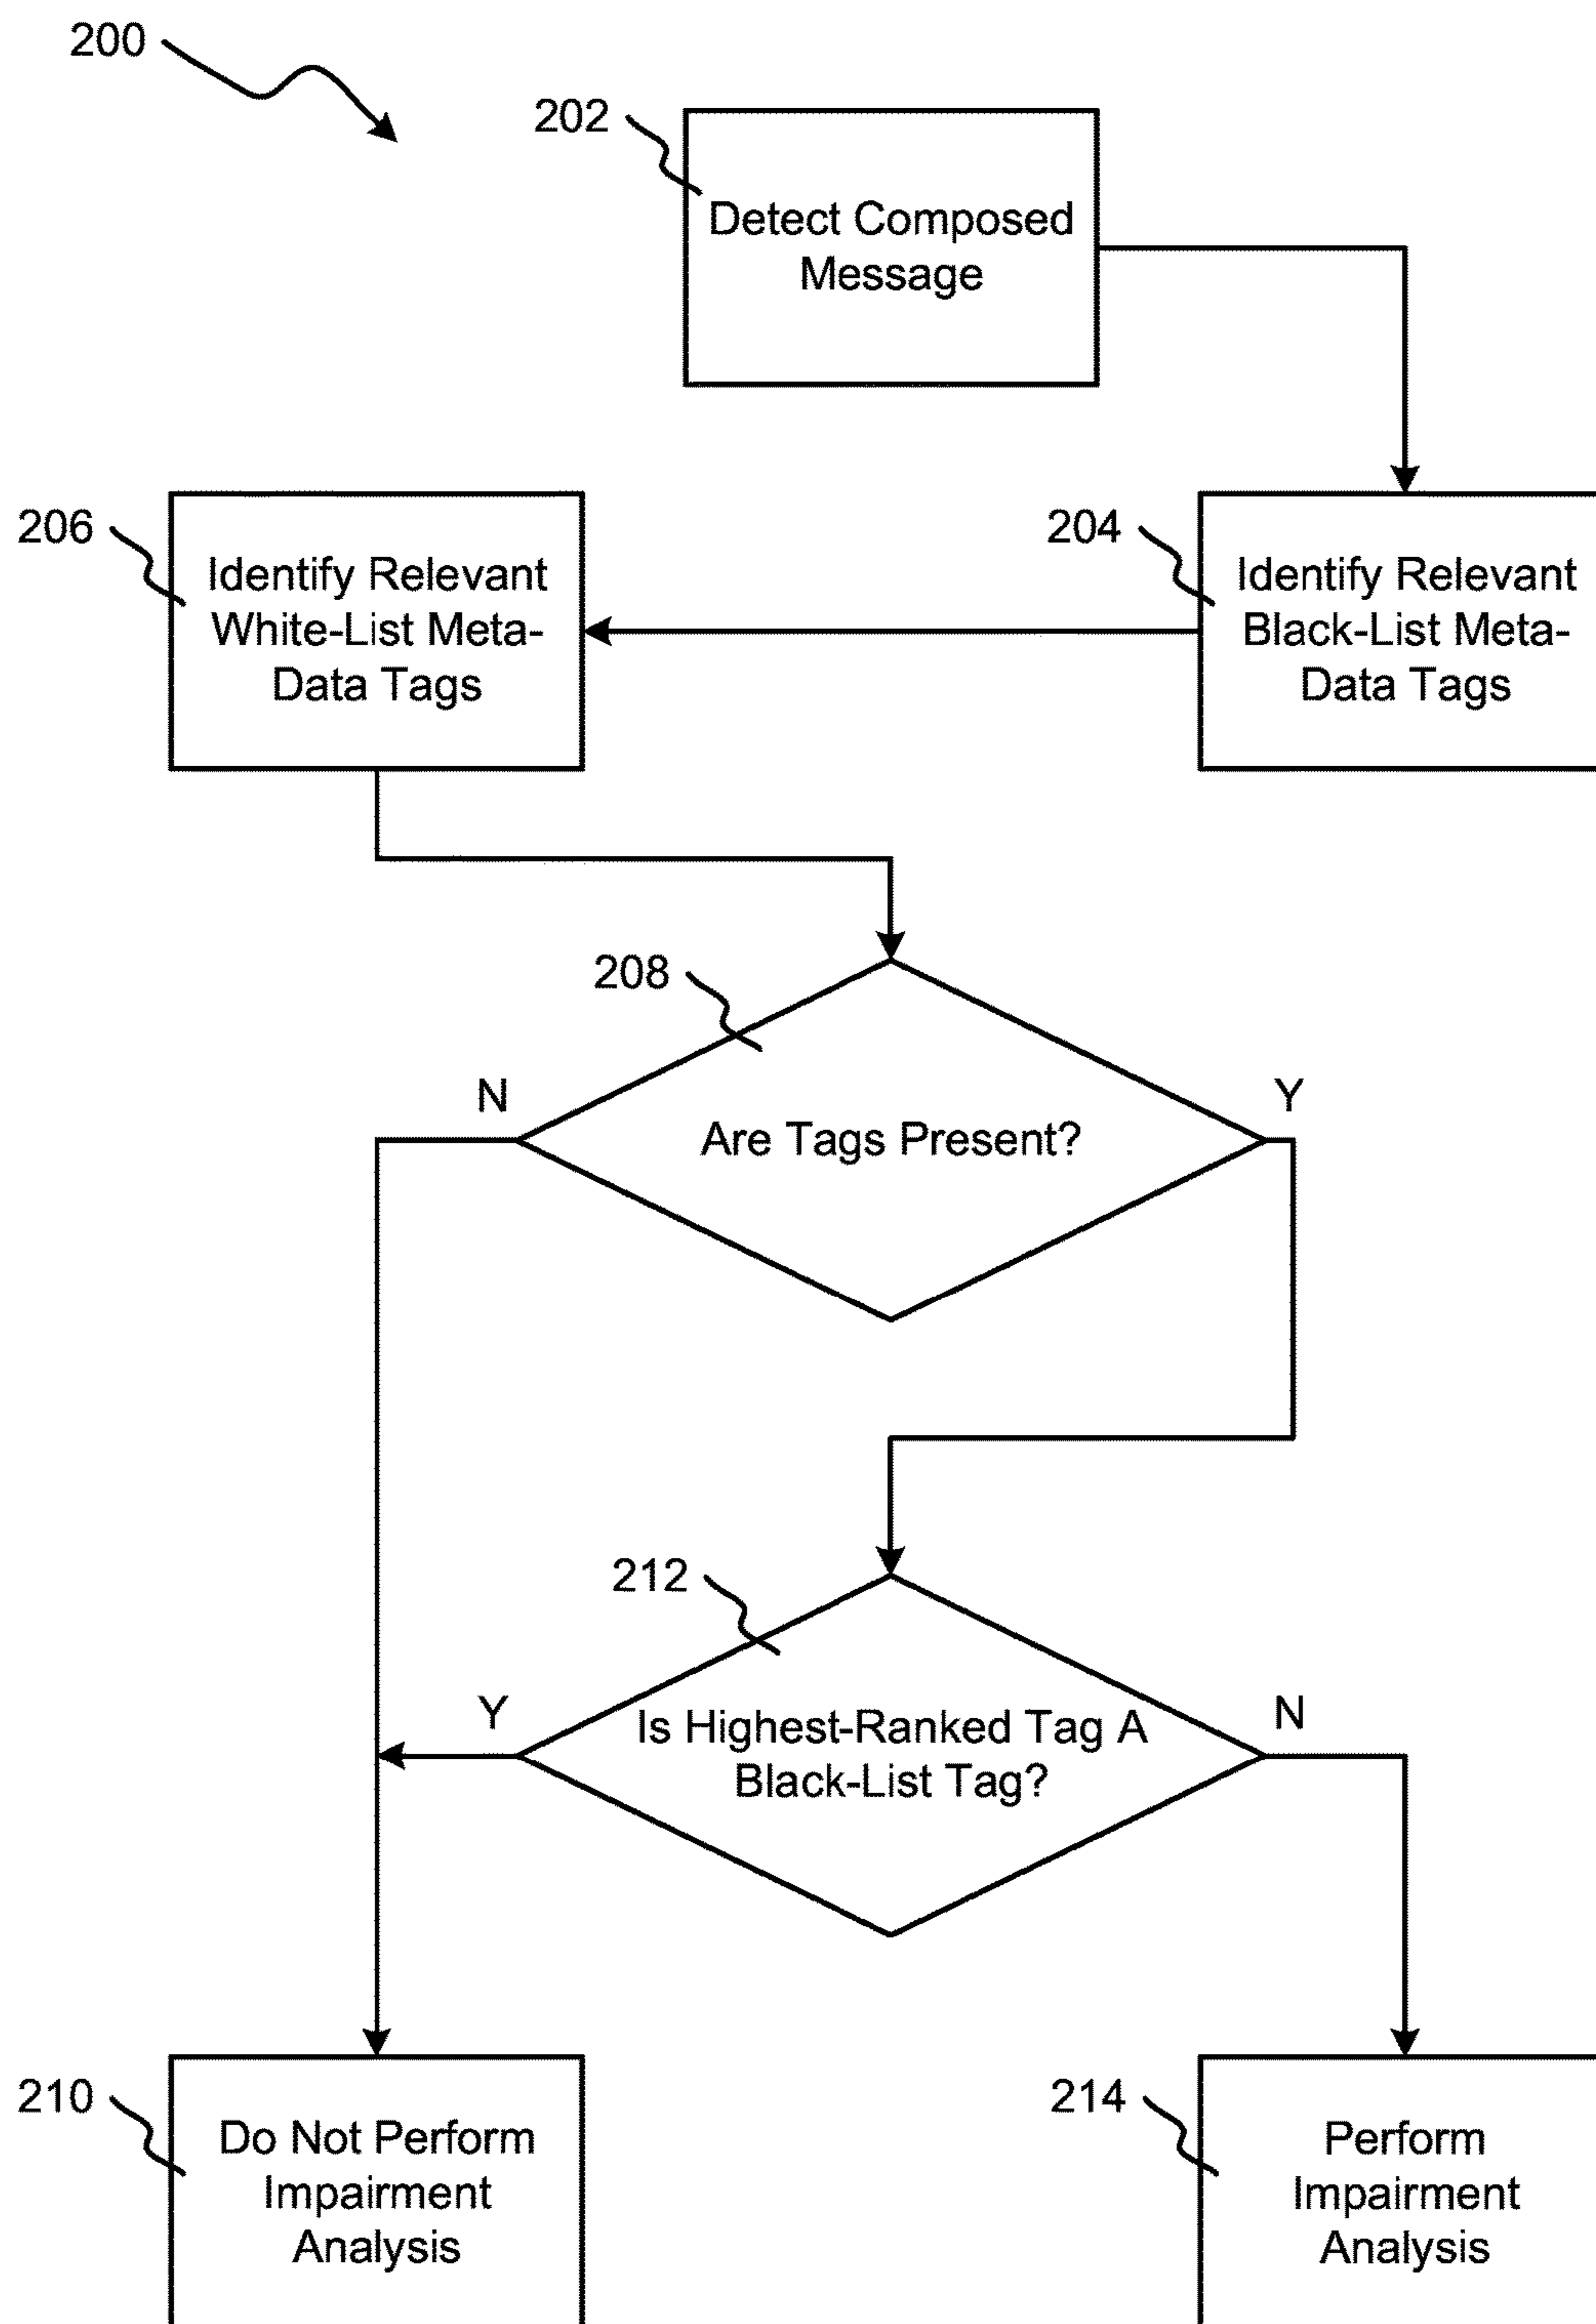 200
202
Detect Composed
Message
206
Identify Relevant
White-List Meta-
Data Tags
204
Identify Relevant
Black-List Meta-
Data Tags
208
N
Y
Are Tags Present?
212
Y
N
Is Highest-Ranked Tag A
Black-List Tag?
210
Do Not Perform
Impairment
Analysis
214
Perform
Impairment
Analysis